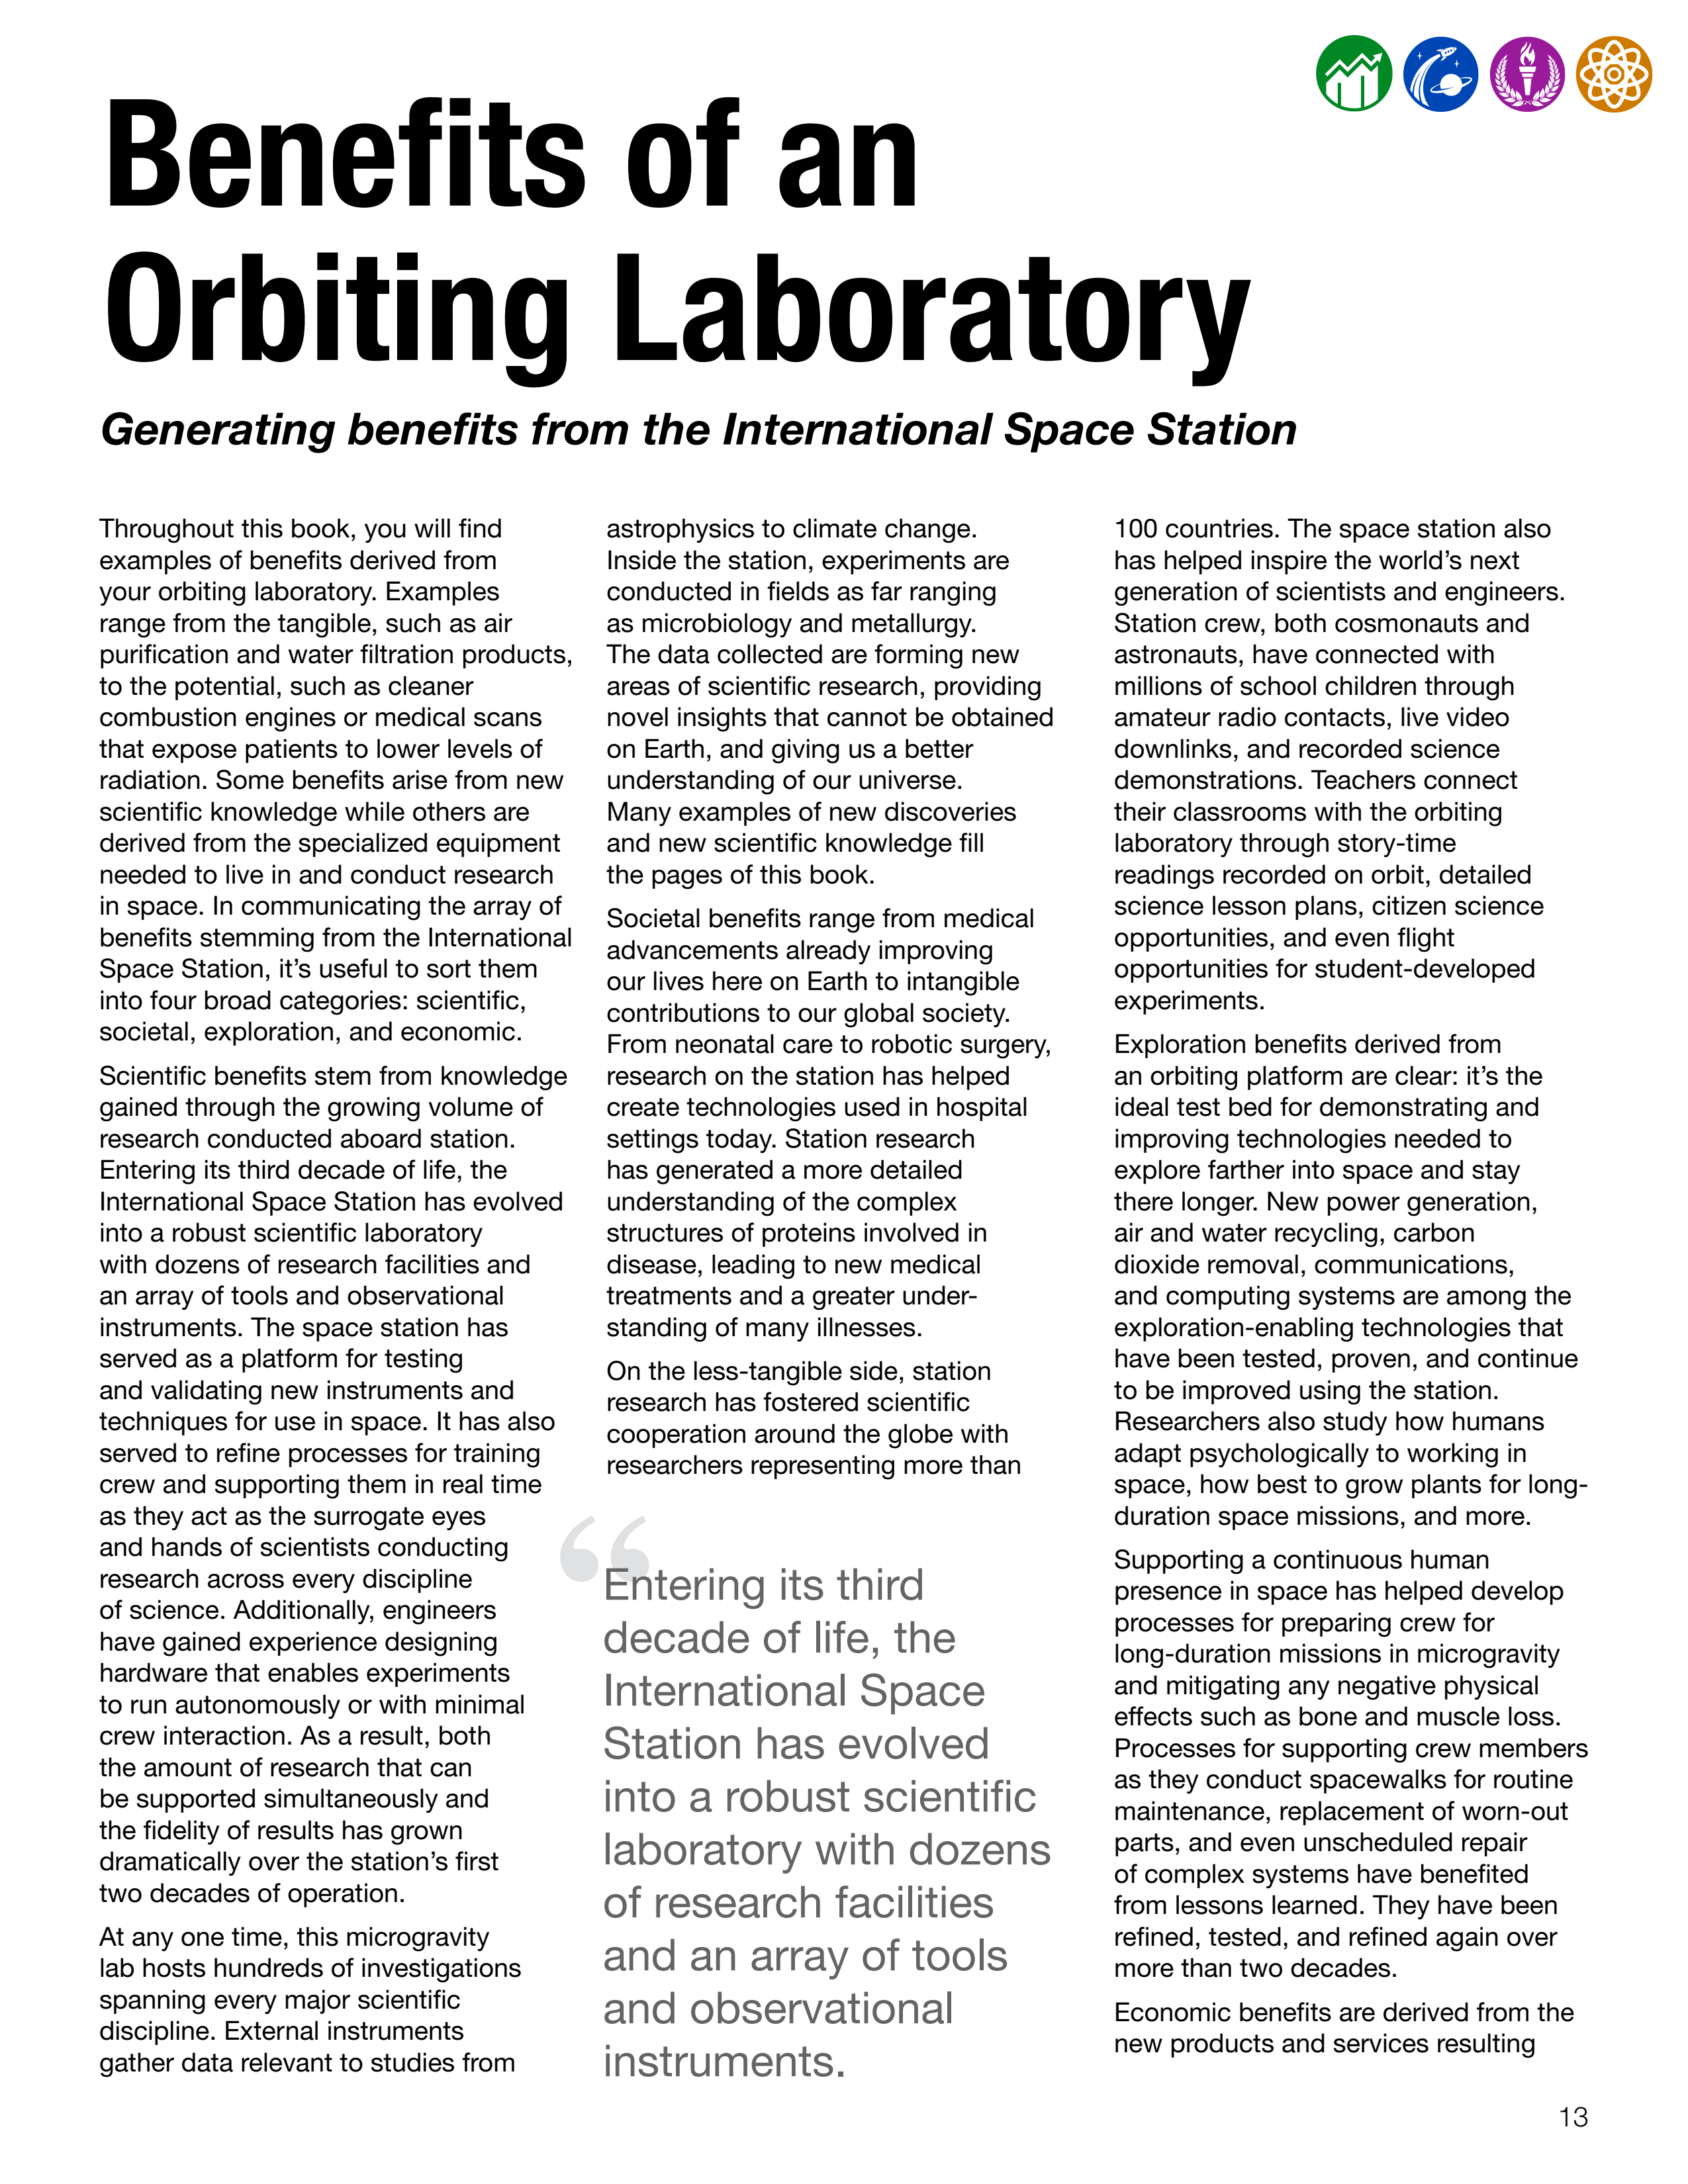 Benefits of an
Orbiting Laboratory
Generating benefits from the International Space Station
Throughout this book, you will find
examples of benefits derived from
your orbiting laboratory. Examples
range from the tangible, such as air
purification and water filtration products,
to the potential, such as cleaner
combustion engines or medical scans
that expose patients to lower levels of
radiation. Some benefits arise from new
scientific knowledge while others are
derived from the specialized equipment
needed to live in and conduct research
in space. In communicating the array of
benefits stemming from the International
Space Station, it’s useful to sort them
into four broad categories: scientific,
societal, exploration, and economic.
Scientific benefits stem from knowledge
gained through the growing volume of
research conducted aboard station.
Entering its third decade of life, the
International Space Station has evolved
into a robust scientific laboratory
with dozens of research facilities and
an array of tools and observational
instruments. The space station has
served as a platform for testing
and validating new instruments and
techniques for use in space. It has also
served to refine processes for training
crew and supporting them in real time
as they act as the surrogate eyes
and hands of scientists conducting
research across every discipline
of science. Additionally, engineers
have gained experience designing
hardware that enables experiments
to run autonomously or with minimal
crew interaction. As a result, both
the amount of research that can
be supported simultaneously and
the fidelity of results has grown
dramatically over the station’s first
two decades of operation.
At any one time, this microgravity
lab hosts hundreds of investigations
spanning every major scientific
discipline. External instruments
gather data relevant to studies from
astrophysics to climate change.
Inside the station, experiments are
conducted in fields as far ranging
as microbiology and metallurgy.
The data collected are forming new
areas of scientific research, providing
novel insights that cannot be obtained
on Earth, and giving us a better
understanding of our universe.
Many examples of new discoveries
and new scientific knowledge fill
the pages of this book.
Societal benefits range from medical
advancements already improving
our lives here on Earth to intangible
contributions to our global society.
From neonatal care to robotic surgery,
research on the station has helped
create technologies used in hospital
settings today. Station research
has generated a more detailed
understanding of the complex
structures of proteins involved in
disease, leading to new medical
treatments and a greater under-
standing of many illnesses.
On the less-tangible side, station
research has fostered scientific
cooperation around the globe with
researchers representing more than
“
Entering its third
decade of life, the
International Space
Station has evolved
into a robust scientific
laboratory with dozens
of research facilities
and an array of tools
and observational
instruments.
100 countries. The space station also
has helped inspire the world’s next
generation of scientists and engineers.
Station crew, both cosmonauts and
astronauts, have connected with
millions of school children through
amateur radio contacts, live video
downlinks, and recorded science
demonstrations. Teachers connect
their classrooms with the orbiting
laboratory through story-time
readings recorded on orbit, detailed
science lesson plans, citizen science
opportunities, and even flight
opportunities for student-developed
experiments.
Exploration benefits derived from
an orbiting platform are clear: it’s the
ideal test bed for demonstrating and
improving technologies needed to
explore farther into space and stay
there longer. New power generation,
air and water recycling, carbon
dioxide removal, communications,
and computing systems are among the
exploration-enabling technologies that
have been tested, proven, and continue
to be improved using the station.
Researchers also study how humans
adapt psychologically to working in
space, how best to grow plants for long-
duration space missions, and more.
Supporting a continuous human
presence in space has helped develop
processes for preparing crew for
long-duration missions in microgravity
and mitigating any negative physical
effects such as bone and muscle loss.
Processes for supporting crew members
as they conduct spacewalks for routine
maintenance, replacement of worn-out
parts, and even unscheduled repair
of complex systems have benefited
from lessons learned. They have been
refined, tested, and refined again over
more than two decades.
Economic benefits are derived from the
new products and services resulting
13